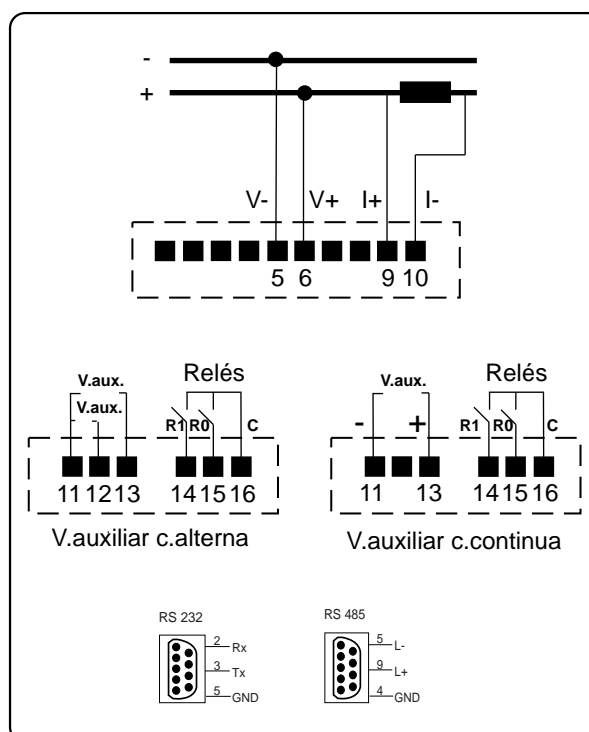 -
+
V- V+ I+ I-
5 6 9 10
V.aux. Relés V.aux. Relés
V.aux. R1 R0 C - + R1 R0 C
11 12 13 14 15 16 11 13 14 15 16
V.auxiliar c.alterna V.auxiliar c.continua
RS 232 RS 485
2 Rx 5 L-
3 Tx 9 L+
5 GND 4 GND